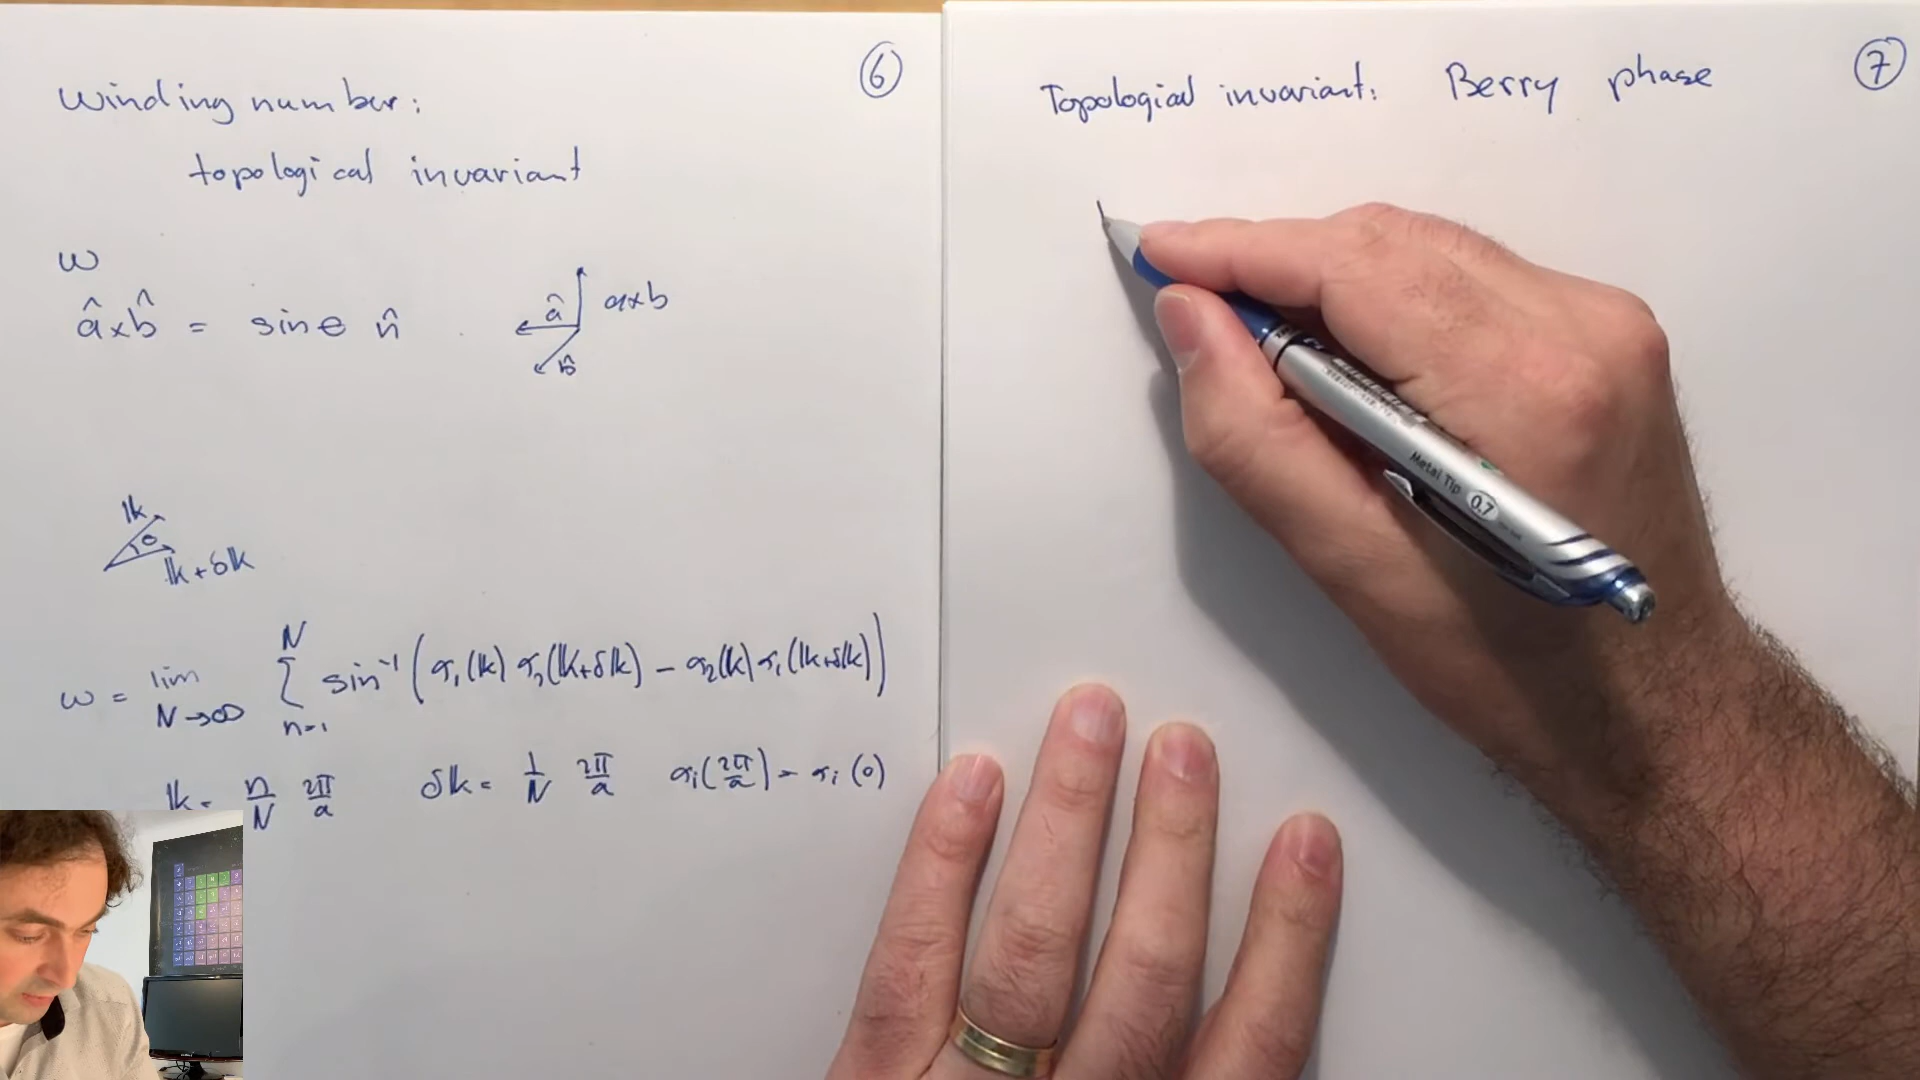 ⑥
Winding number:
topological invariant
w
â×b̂ = sinθ n̂
â
a×b
b̂
k
θ
k+δk
w = lim N→∞ Σ n=1 N sin⁻¹(σ₁(k) σ₂(k+δk) − σ₂(k) σ₁(k+δk))
k = n/N 2π/a δk = 1/N 2π/a σᵢ(2π/a) = σᵢ(0)
⑦
Topological invariant: Berry phase
Metal Tip 0.7